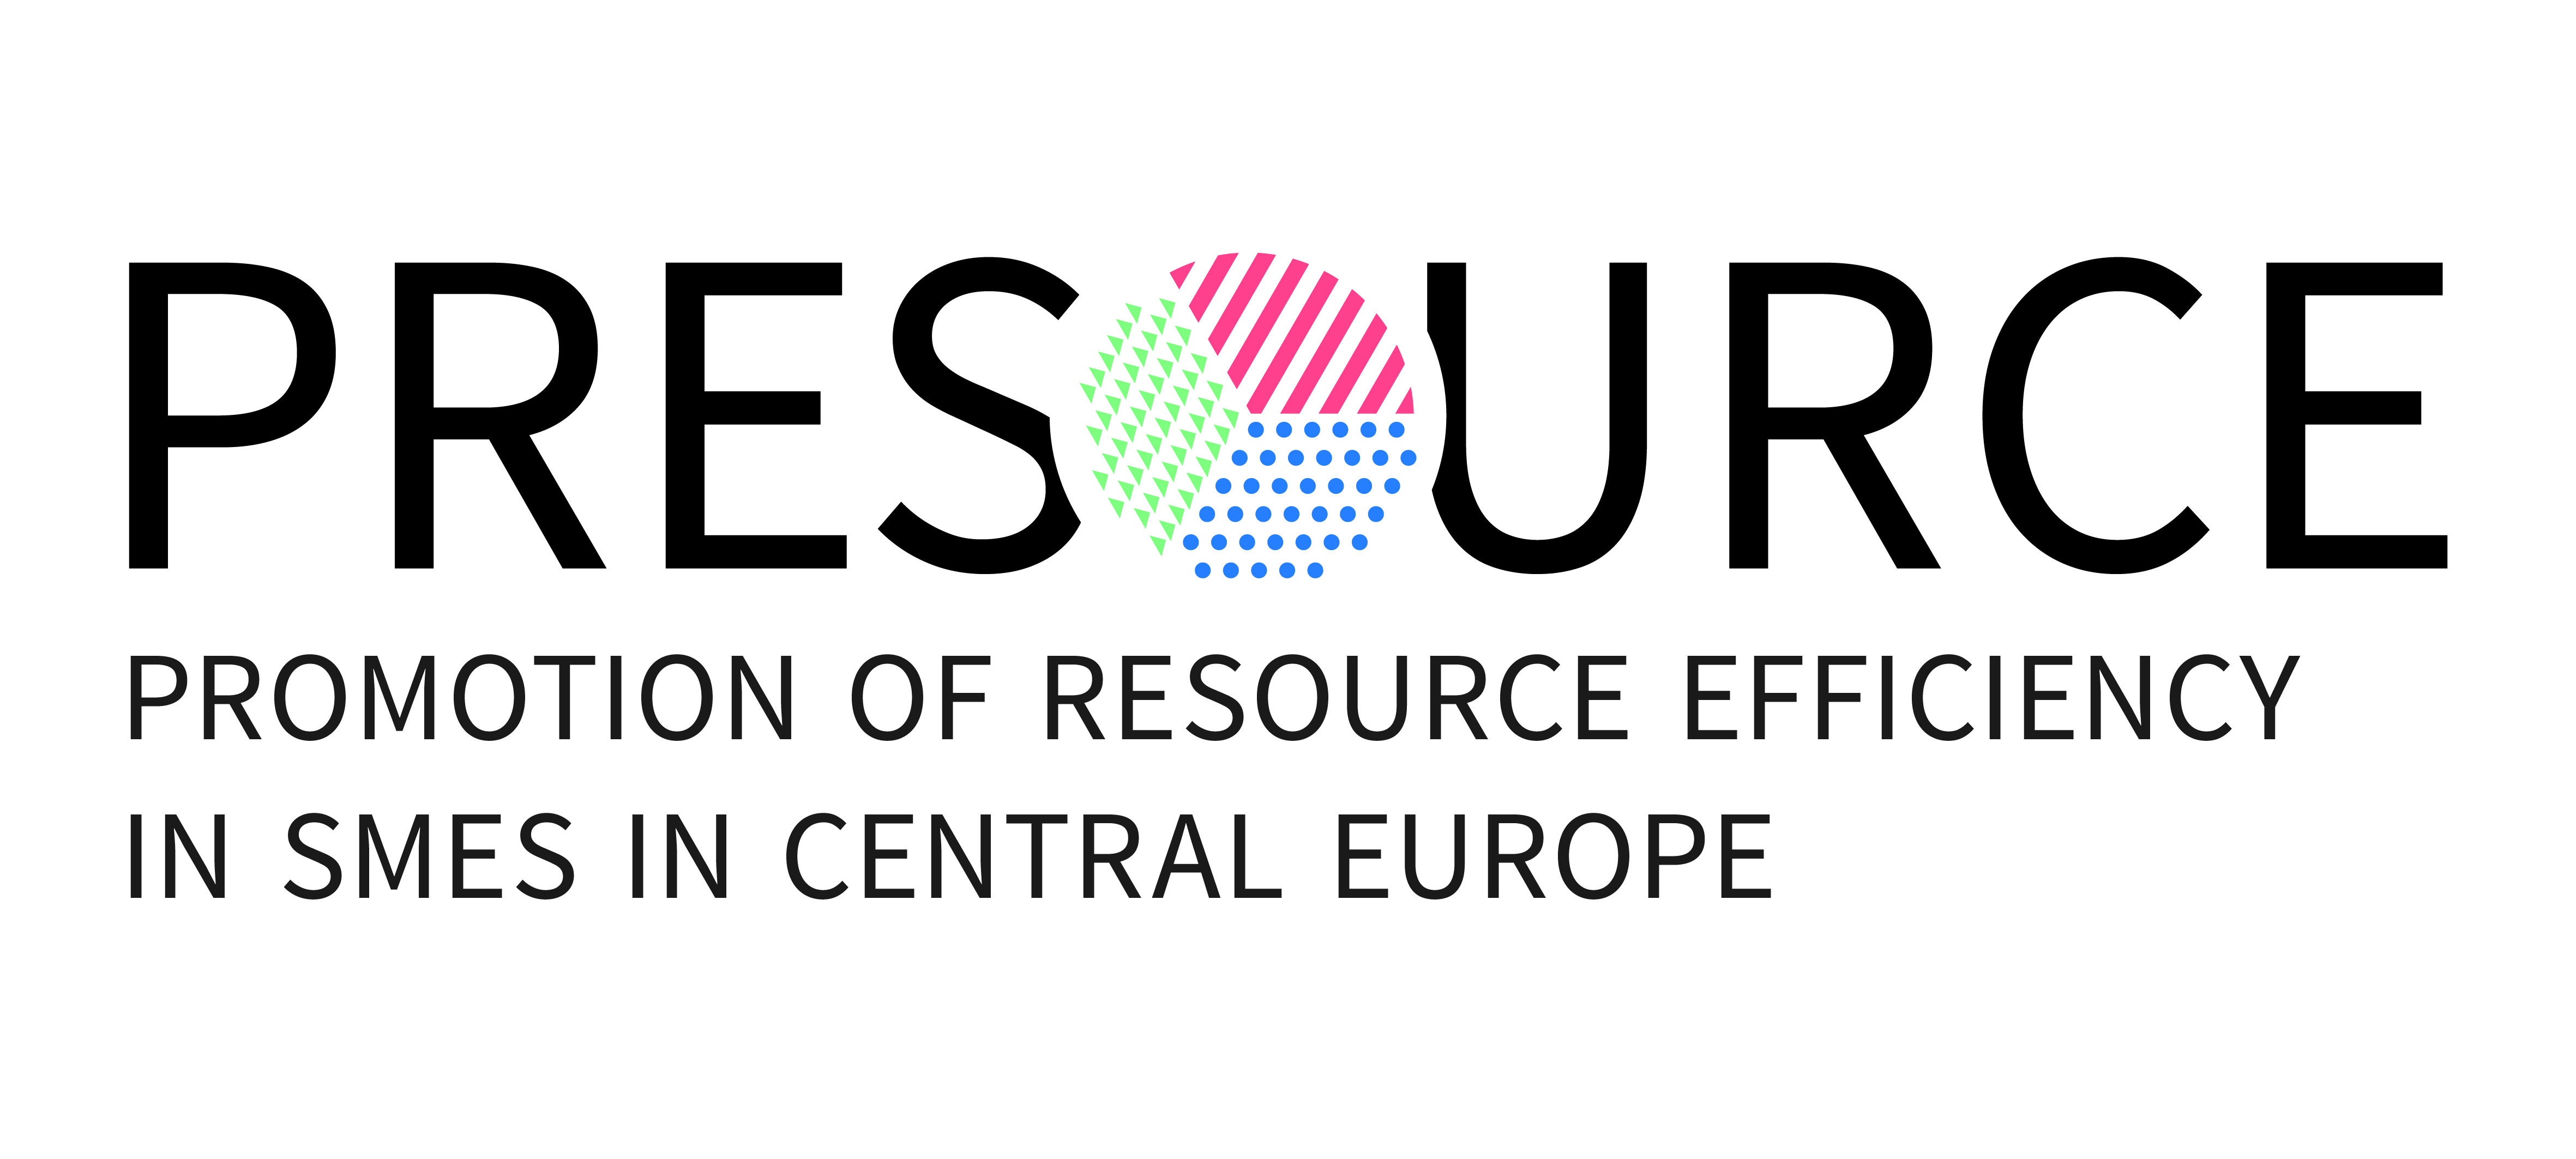 PRESOURCE
PROMOTION OF RESOURCE EFFICIENCY
IN SMES IN CENTRAL EUROPE